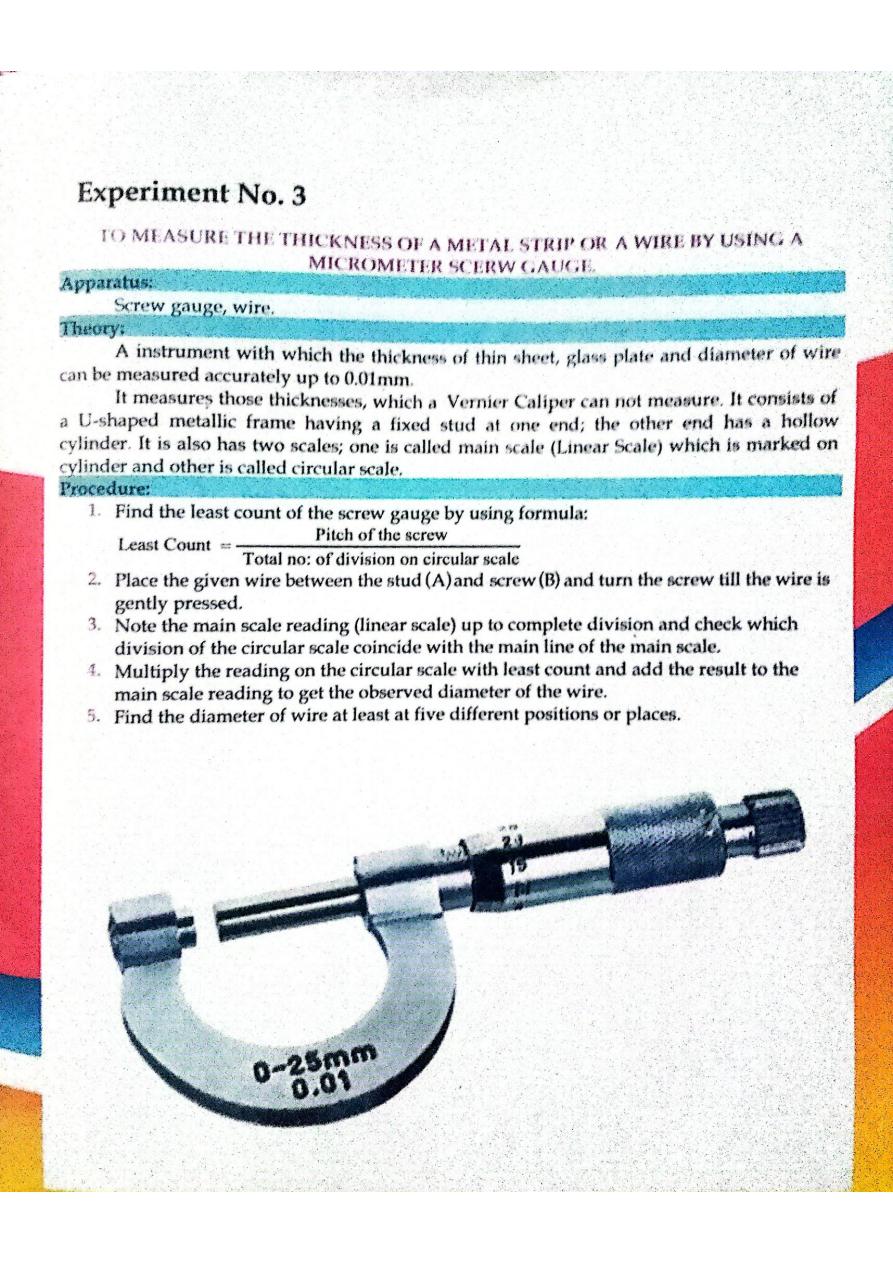 Experiment No. 3
TO MEASURE THE THICKNESS OF A METAL STRIP OR A WIRE BY USING A
MICROMETER SCERW GAUGE.
Apparatus:
Screw gauge, wire.
Theory:
A instrument with which the thickness of thin sheet, glass plate and diameter of wire
can be measured accurately up to 0.01mm.
It measures those thicknesses, which a Vernier Caliper can not measure. It consists of
a U-shaped metallic frame having a fixed stud at one end; the other end has a hollow
cylinder. It is also has two scales; one is called main scale (Linear Scale) which is marked on
cylinder and other is called circular scale.
Procedure:
1. Find the least count of the screw gauge by using formula:
Pitch of the screw
Least Count =
Total no: of division on circular scale
2. Place the given wire between the stud (A) and screw (B) and turn the screw till the wire is
gently pressed.
3. Note the main scale reading (linear scale) up to complete division and check which
division of the circular scale coincide with the main line of the main scale.
4. Multiply the reading on the circular scale with least count and add the result to the
main scale reading to get the observed diameter of the wire.
5. Find the diameter of wire at least at five different positions or places.
15
0-25mm
0.01